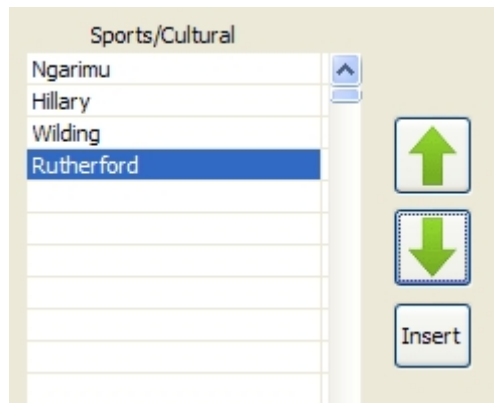 Sports/Cultural
Ngarimu
Hillary
Wilding
Rutherford
Insert